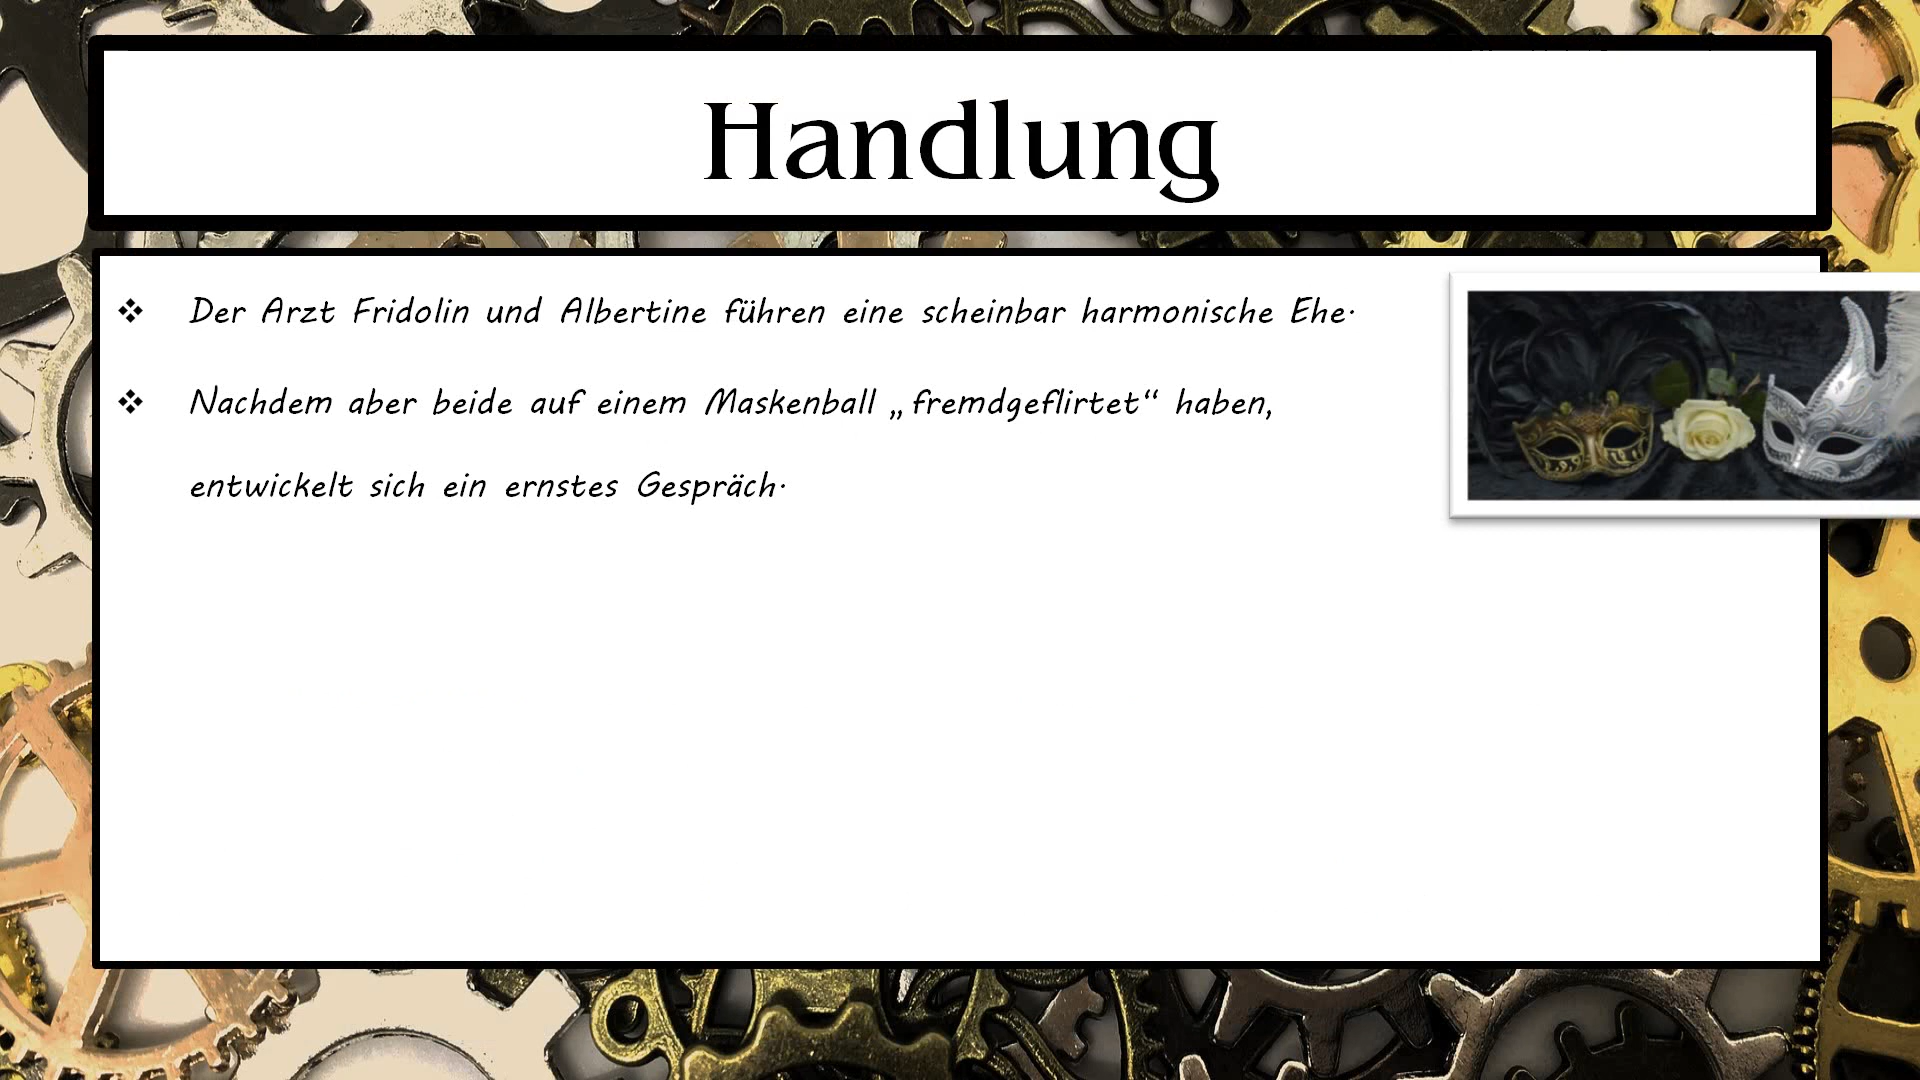 Handlung
❖ Der Arzt Fridolin und Albertine führen eine scheinbar harmonische Ehe.
❖ Nachdem aber beide auf einem Maskenball „fremdgeflirtet“ haben,
entwickelt sich ein ernstes Gespräch.